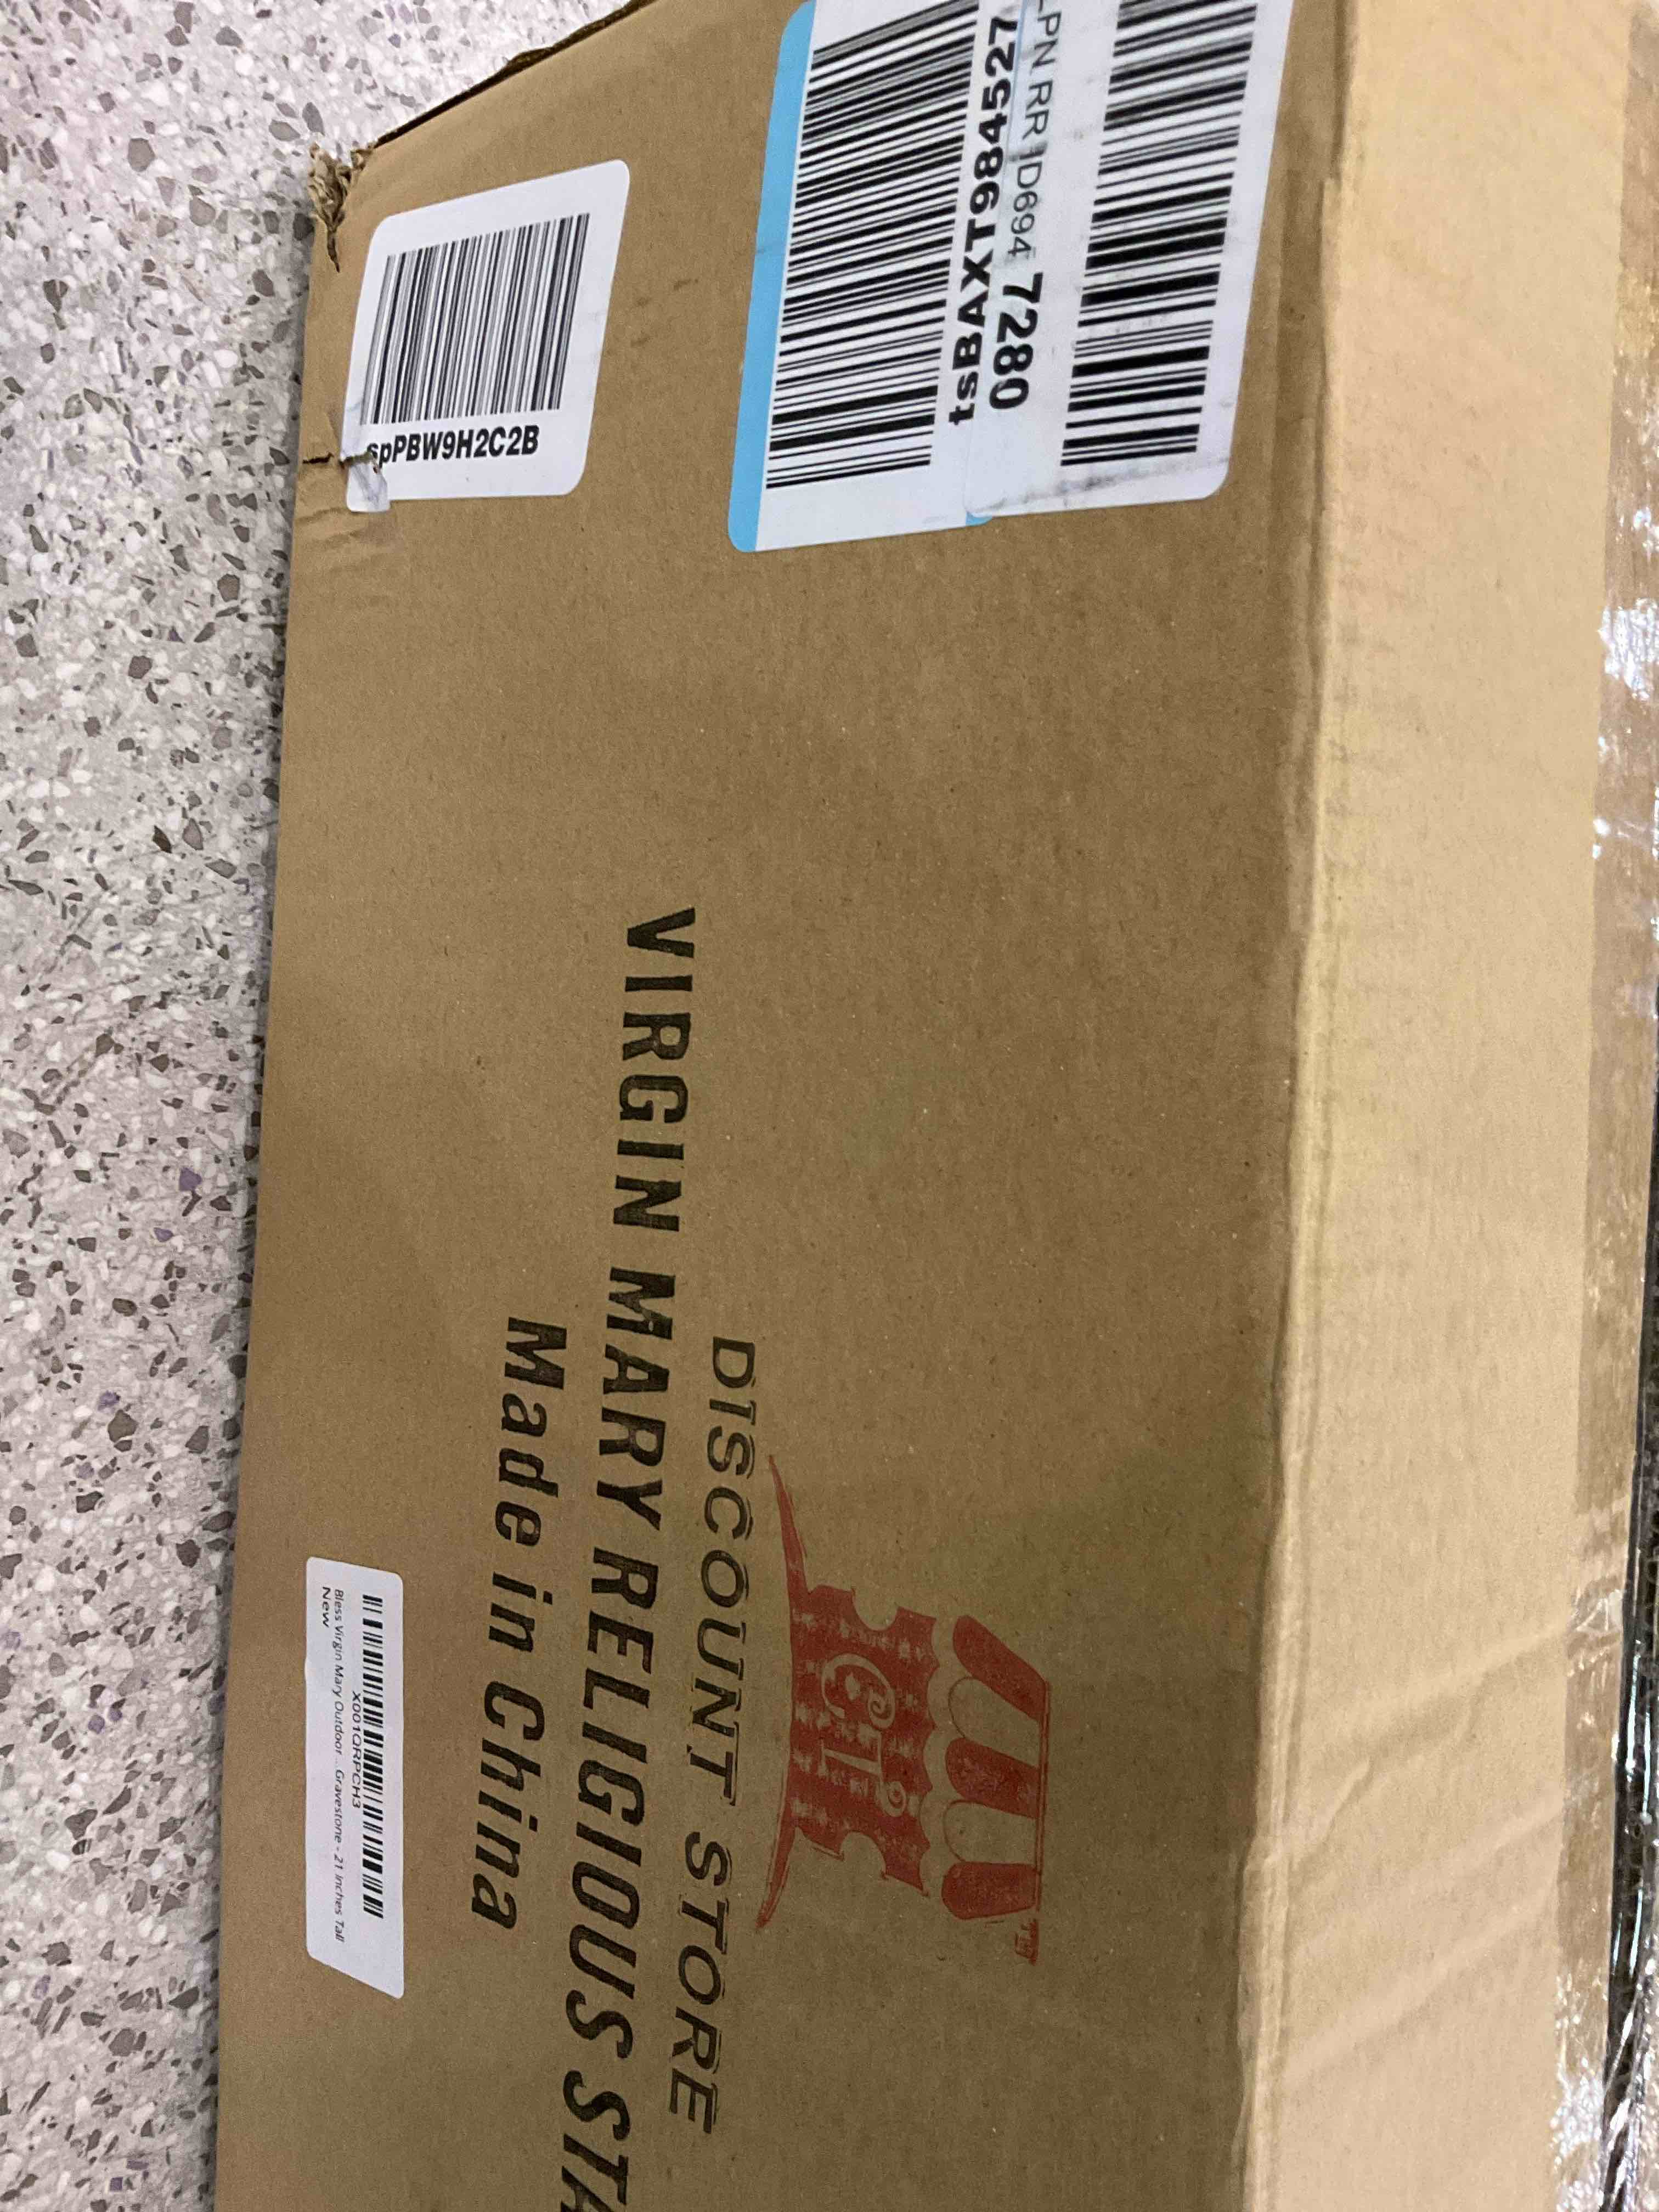 spPBW9H2C2B
tsBAXT984527
LPN RR
D694 7280
CT
DISCOUNT STORE
VIRGIN MARY RELIGIOUS STA
Made in China
X001QRPCH3
Bless Virgin Mary Outdoor ...Gravestone - 21 Inches Tall
New